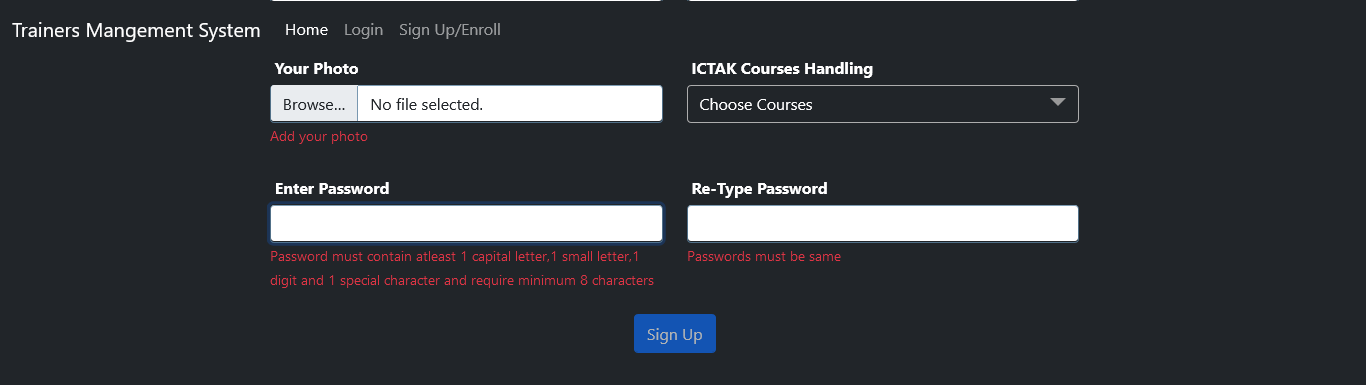 Trainers Mangement System Home Login Sign Up/Enroll
Your Photo ICTAK Courses Handling
Browse... No file selected. Choose Courses
Add your photo
Enter Password Re-Type Password
Password must contain atleast 1 capital letter,1 small letter,1 Passwords must be same
digit and 1 special character and require minimum 8 characters
Sign Up